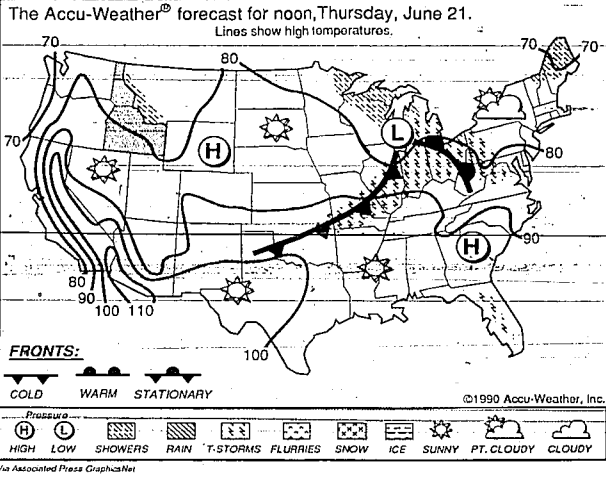 The Accu-Weather® forecast for noon, Thursday, June 21.
Lines show high temperatures.
70
80
70
70
70
H
L
80
H
90
80
90
100
110
100
FRONTS:
COLD
WARM
STATIONARY
©1990 Accu-Weather, Inc.
Pressure
H
L
HIGH
LOW
SHOWERS
RAIN
T-STORMS
FLURRIES
SNOW
ICE
SUNNY
PT. CLOUDY
CLOUDY
Via Associated Press GraphicsNet